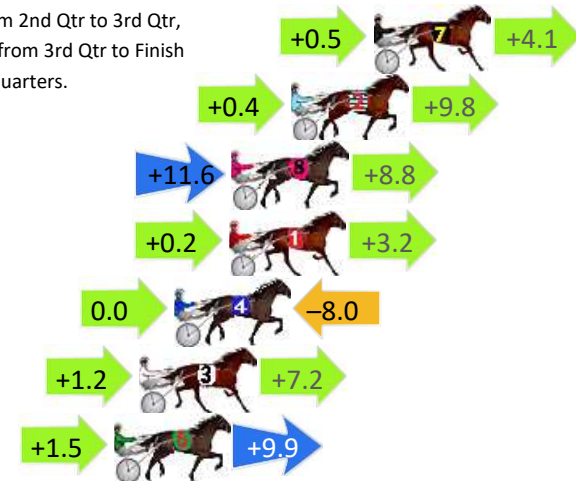 m 2nd Qtr to 3rd Qtr,
from 3rd Qtr to Finish
uarters.
+0.5 7 +4.1
+0.4 +9.8
+11.6 8 +8.8
+0.2 1 +3.2
0.0 4 –8.0
+1.2 3 +7.2
+1.5 +9.9